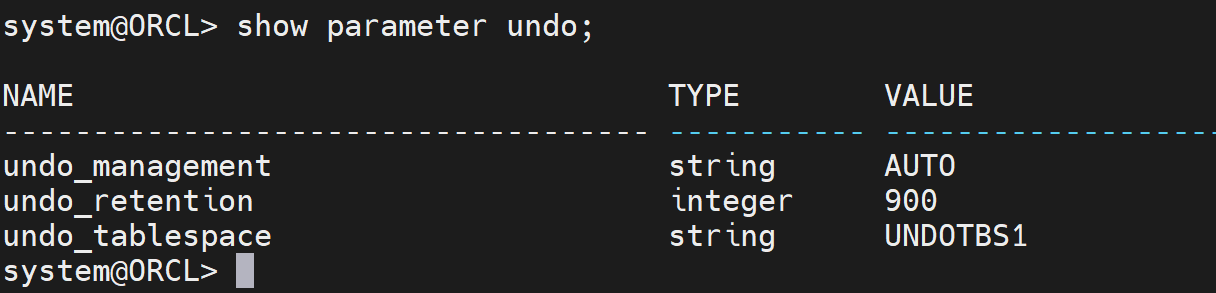 system@ORCL> show parameter undo;
NAME                                 TYPE        VALUE
------------------------------------ ----------- -------------------
undo_management                      string      AUTO
undo_retention                       integer     900
undo_tablespace                      string      UNDOTBS1
system@ORCL>